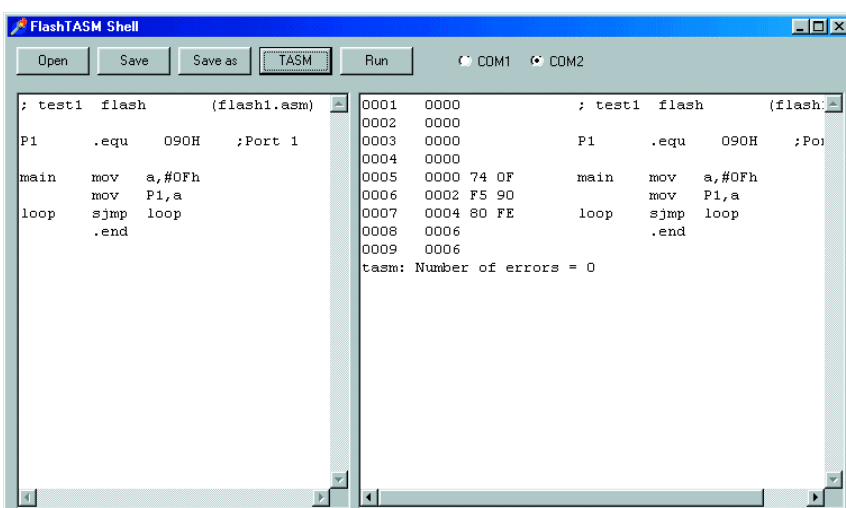 FlashTASM Shell
Open Save Save as TASM Run COM1 COM2
; test1 flash (flash1.asm)
P1 .equ 090H ;Port 1
main mov a,#0Fh
mov P1,a
loop sjmp loop
.end
0001 0000 ; test1 flash (flash
0002 0000
0003 0000 P1 .equ 090H ;Po
0004 0000
0005 0000 74 0F main mov a,#0Fh
0006 0002 F5 90 mov P1,a
0007 0004 80 FE loop sjmp loop
0008 0006 .end
0009 0006
tasm: Number of errors = 0